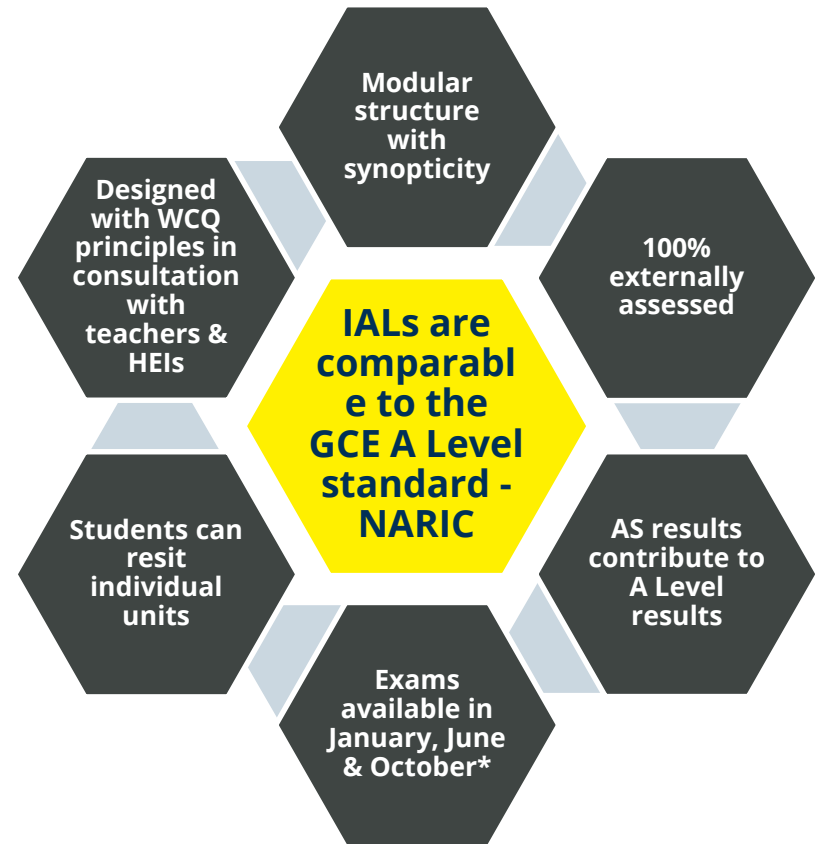 Modular
structure
with
synopticity
100%
externally
assessed
AS results
contribute to
A Level
results
Exams
available in
January, June
& October*
Students can
resit
individual
units
Designed
with WCQ
principles in
consultation
with
teachers &
HEIs
IALs are
comparabl
e to the
GCE A Level
standard -
NARIC